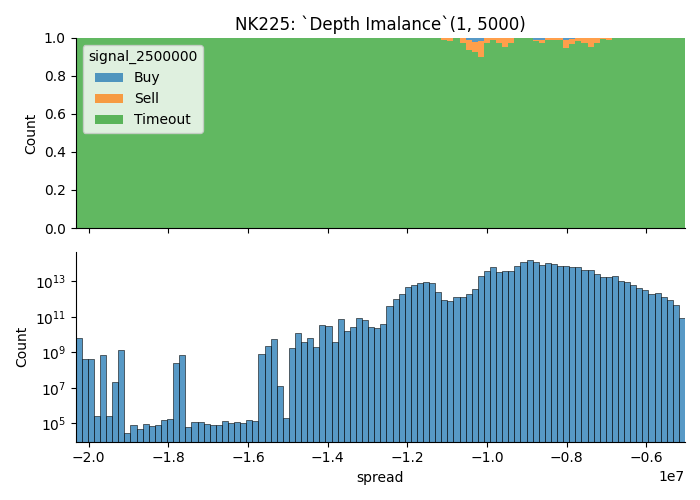 NK225: `Depth Imalance`(1, 5000)
1.0
0.8
0.6
0.4
0.2
0.0
Count
signal_2500000
Buy
Sell
Timeout
10^13
10^11
10^9
10^7
10^5
Count
−2.0 −1.8 −1.6 −1.4 −1.2 −1.0 −0.8 −0.6
1e7
spread